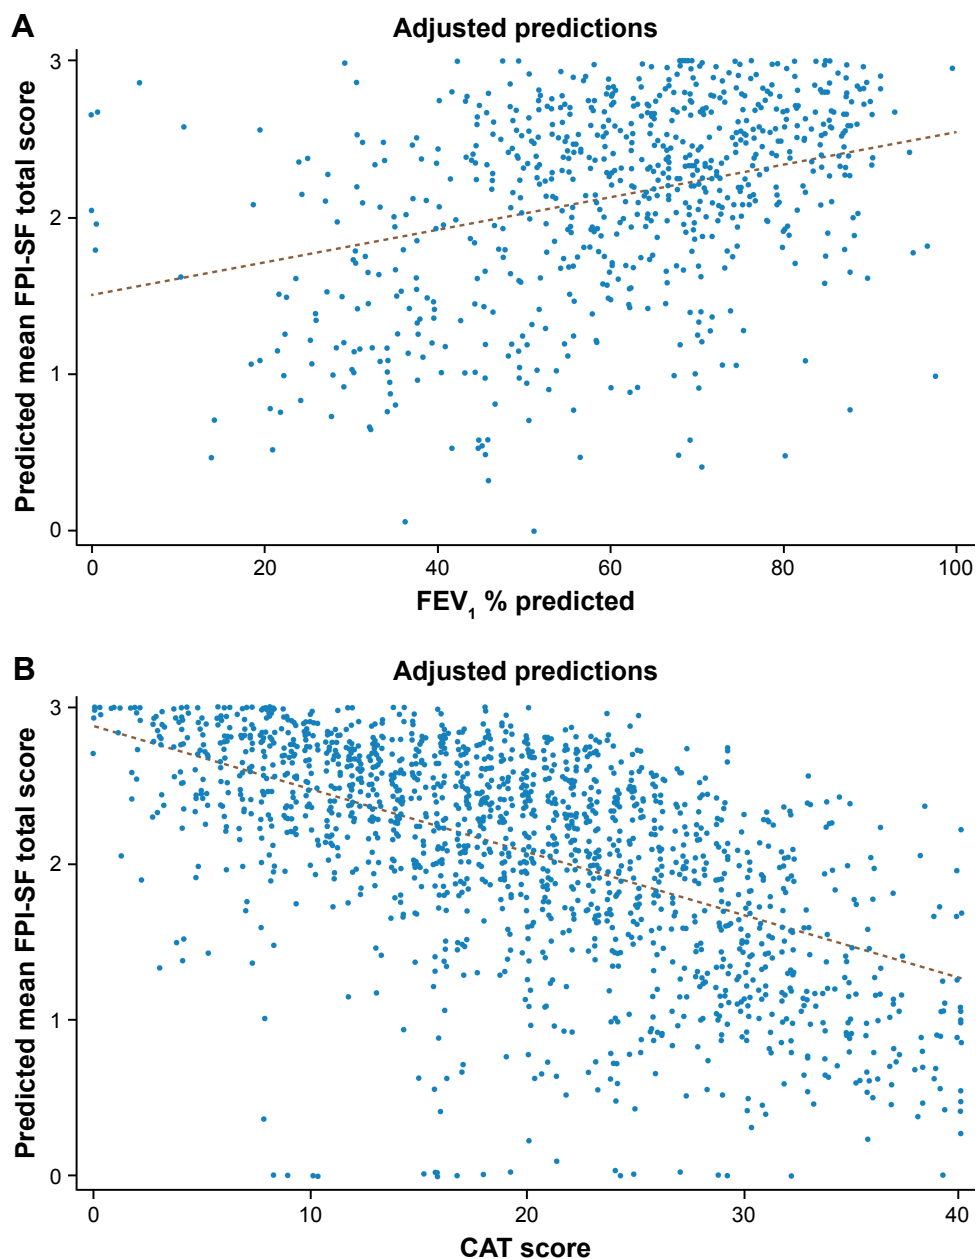 A
Adjusted predictions
Predicted mean FPI-SF total score
3
2
1
0
0 20 40 60 80 100
FEV1 % predicted
B
Adjusted predictions
Predicted mean FPI-SF total score
3
2
1
0
0 10 20 30 40
CAT score